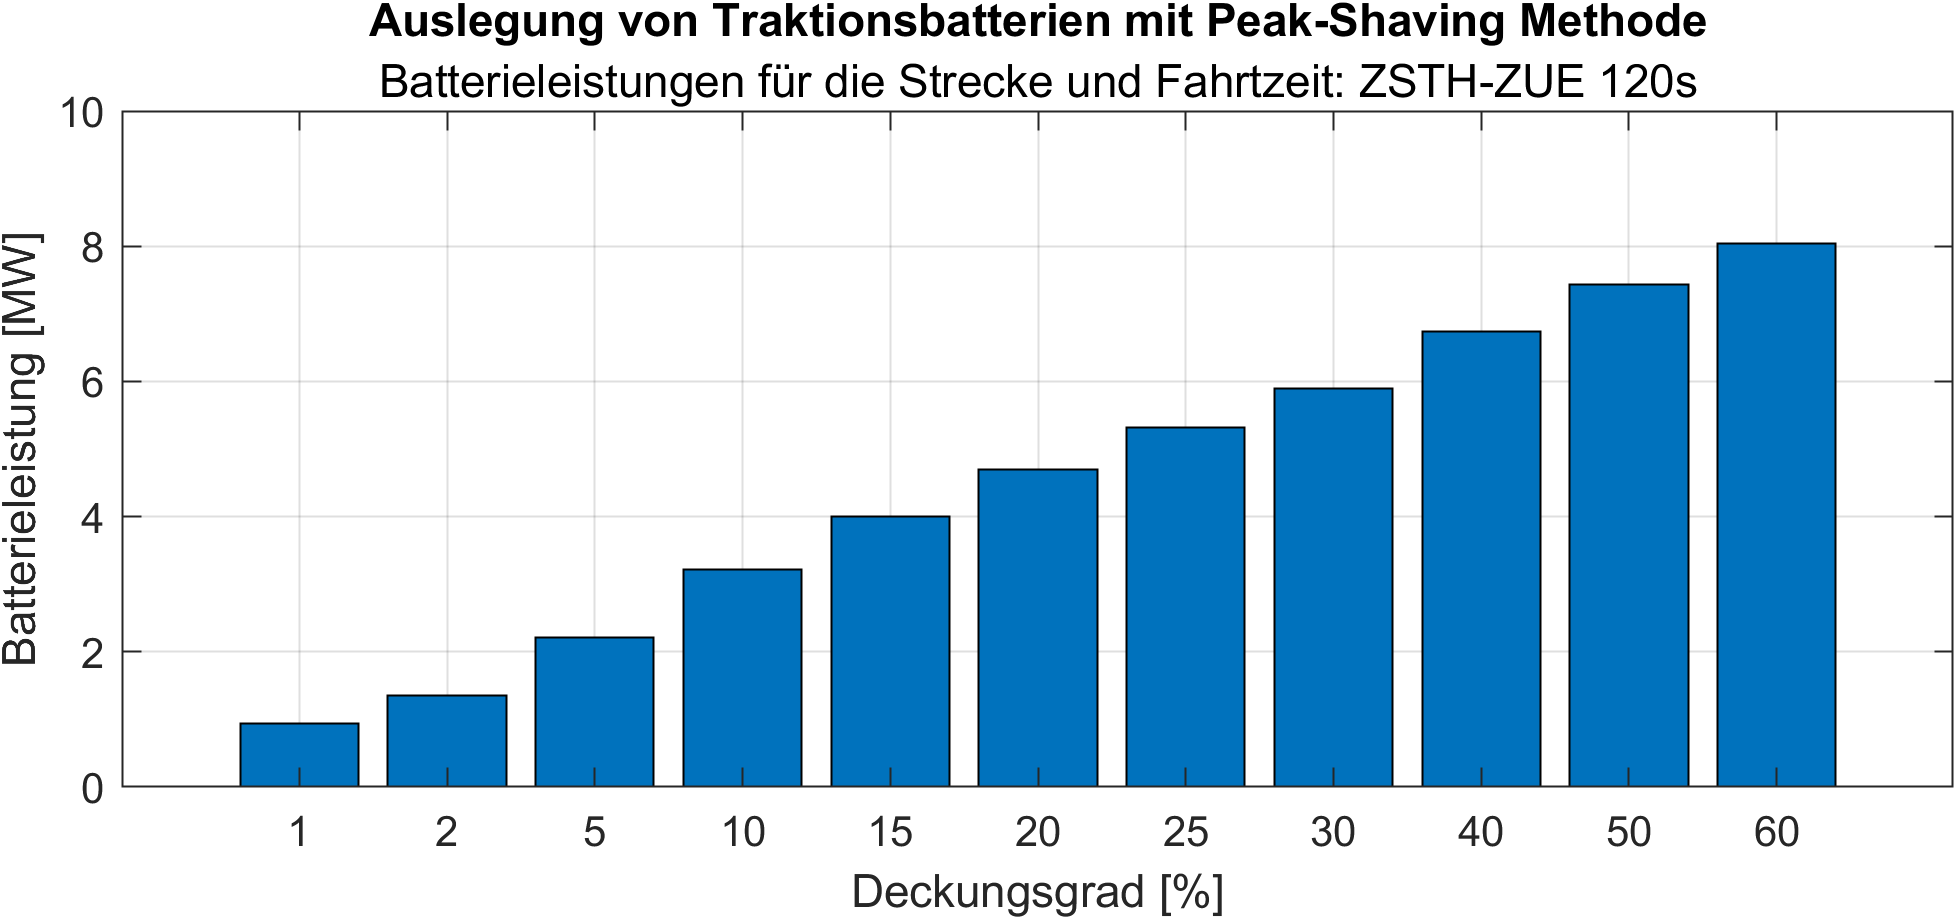 Auslegung von Traktionsbatterien mit Peak-Shaving Methode
Batterieleistungen für die Strecke und Fahrtzeit: ZSTH-ZUE 120s
Batterieleistung [MW]
10
8
6
4
2
0
1 2 5 10 15 20 25 30 40 50 60
Deckungsgrad [%]